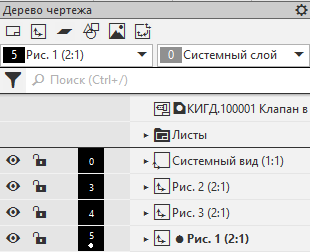 Дерево чертежа
5 Рис. 1 (2:1) 0 Системный слой
Поиск (Ctrl+/)
КИГД.100001 Клапан в
Листы
0 Системный вид (1:1)
3 Рис. 2 (2:1)
4 Рис. 3 (2:1)
5 Рис. 1 (2:1)